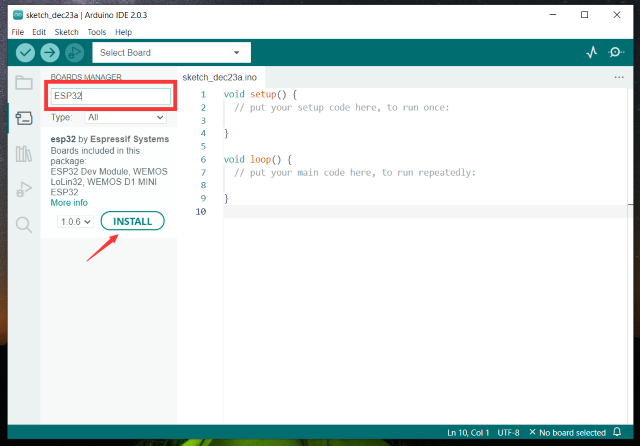 sketch_dec23a | Arduino IDE 2.0.3
File Edit Sketch Tools Help
Select Board
BOARDS MANAGER
ESP32
Type: All
esp32 by Espressif Systems
Boards included in this
package:
ESP32 Dev Module, WEMOS
LoLin32, WEMOS D1 MINI
ESP32
More info
1.0.6 INSTALL
sketch_dec23a.ino
1 void setup() {
2 // put your setup code here, to run once:
3
4 }
5
6 void loop() {
7 // put your main code here, to run repeatedly:
8
9 }
10
Ln 10, Col 1 UTF-8 No board selected